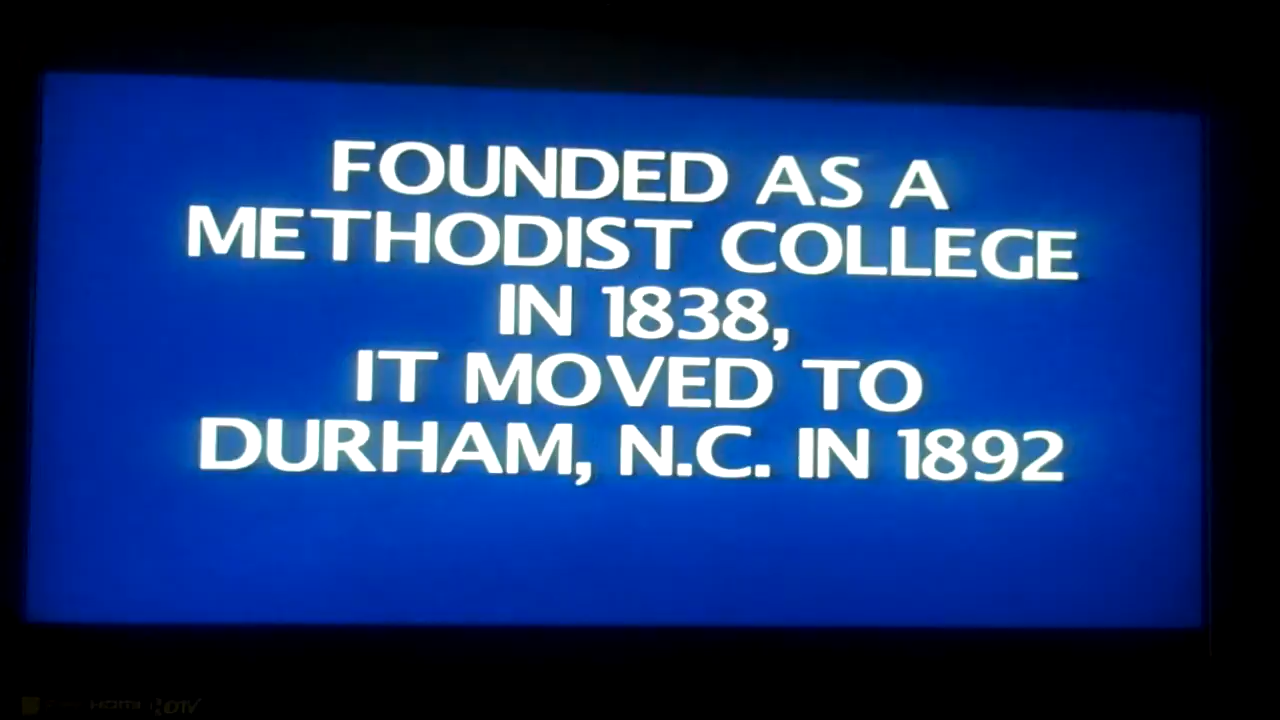 FOUNDED AS A
METHODIST COLLEGE
IN 1838,
IT MOVED TO
DURHAM, N.C. IN 1892